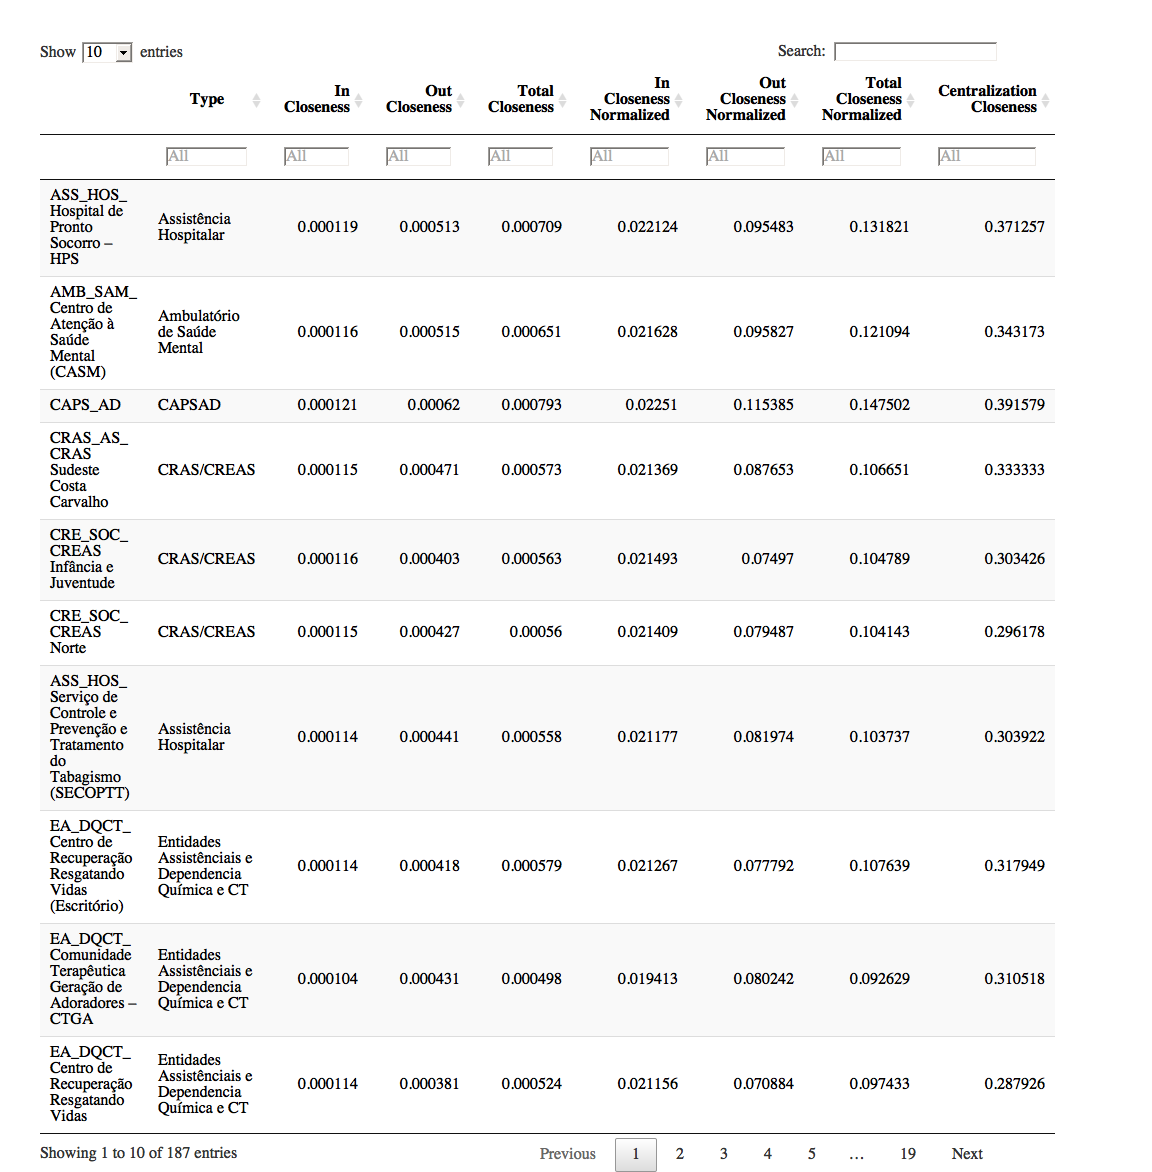 Show 10 entries Search:
Type In Closeness Out Closeness Total Closeness In Closeness Normalized Out Closeness Normalized Total Closeness Normalized Centralization Closeness
All All All All All All All All
ASS_HOS_ Hospital de Pronto Socorro – HPS Assistência Hospitalar 0.000119 0.000513 0.000709 0.022124 0.095483 0.131821 0.371257
AMB_SAM_ Centro de Atenção à Saúde Mental (CASM) Ambulatório de Saúde Mental 0.000116 0.000515 0.000651 0.021628 0.095827 0.121094 0.343173
CAPS_AD CAPSAD 0.000121 0.00062 0.000793 0.02251 0.115385 0.147502 0.391579
CRAS_AS_ CRAS Sudeste Costa Carvalho CRAS/CREAS 0.000115 0.000471 0.000573 0.021369 0.087653 0.106651 0.333333
CRE_SOC_ CREAS Infância e Juventude CRAS/CREAS 0.000116 0.000403 0.000563 0.021493 0.07497 0.104789 0.303426
CRE_SOC_ CREAS Norte CRAS/CREAS 0.000115 0.000427 0.00056 0.021409 0.079487 0.104143 0.296178
ASS_HOS_ Serviço de Controle e Prevenção e Tratamento do Tabagismo (SECOPTT) Assistência Hospitalar 0.000114 0.000441 0.000558 0.021177 0.081974 0.103737 0.303922
EA_DQCT_ Centro de Recuperação Resgatando Vidas (Escritório) Entidades Assistênciais e Dependencia Química e CT 0.000114 0.000418 0.000579 0.021267 0.077792 0.107639 0.317949
EA_DQCT_ Comunidade Terapêutica Geração de Adoradores – CTGA Entidades Assistênciais e Dependencia Química e CT 0.000104 0.000431 0.000498 0.019413 0.080242 0.092629 0.310518
EA_DQCT_ Centro de Recuperação Resgatando Vidas Entidades Assistênciais e Dependencia Química e CT 0.000114 0.000381 0.000524 0.021156 0.070884 0.097433 0.287926
Showing 1 to 10 of 187 entries Previous 1 2 3 4 5 … 19 Next